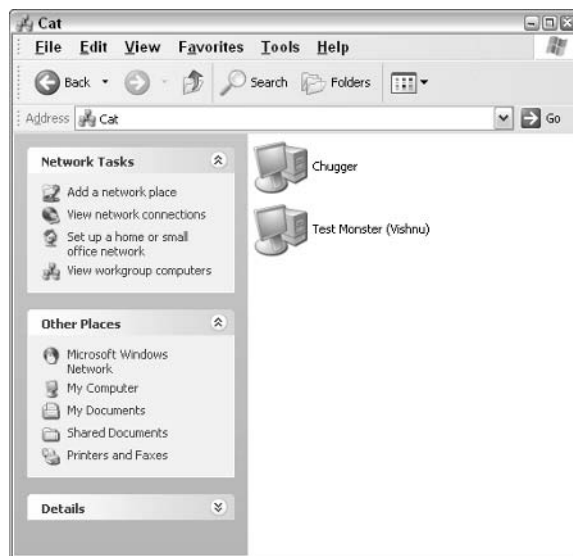 Cat
File Edit View Favorites Tools Help
Back Search Folders
Address Cat Go
Network Tasks
Add a network place
View network connections
Set up a home or small
office network
View workgroup computers
Other Places
Microsoft Windows
Network
My Computer
My Documents
Shared Documents
Printers and Faxes
Details
Chugger
Test Monster (Vishnu)